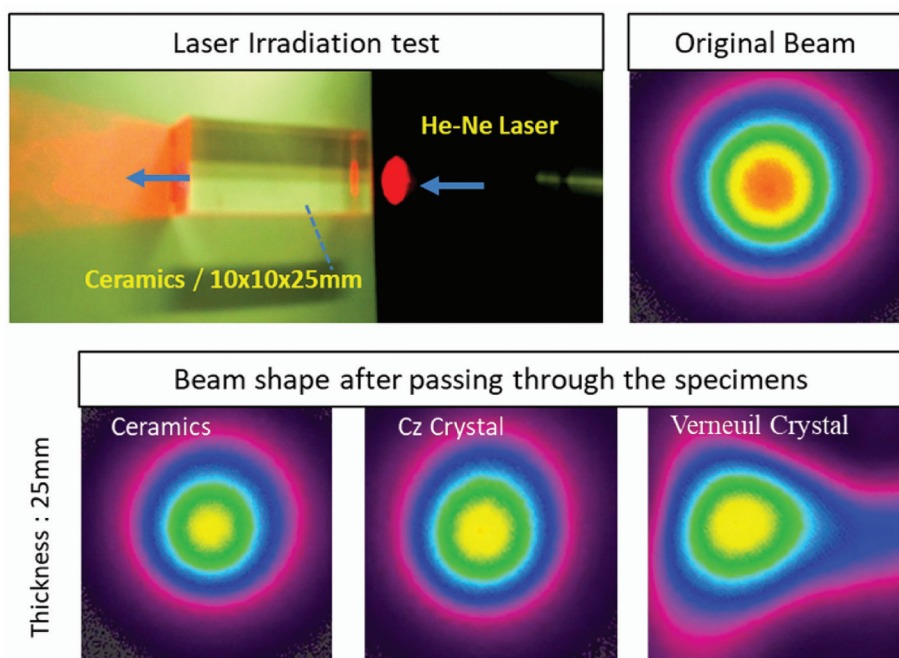 Laser Irradiation test
Original Beam
He-Ne Laser
Ceramics / 10x10x25mm
Beam shape after passing through the specimens
Thickness : 25mm
Ceramics
Cz Crystal
Verneuil Crystal